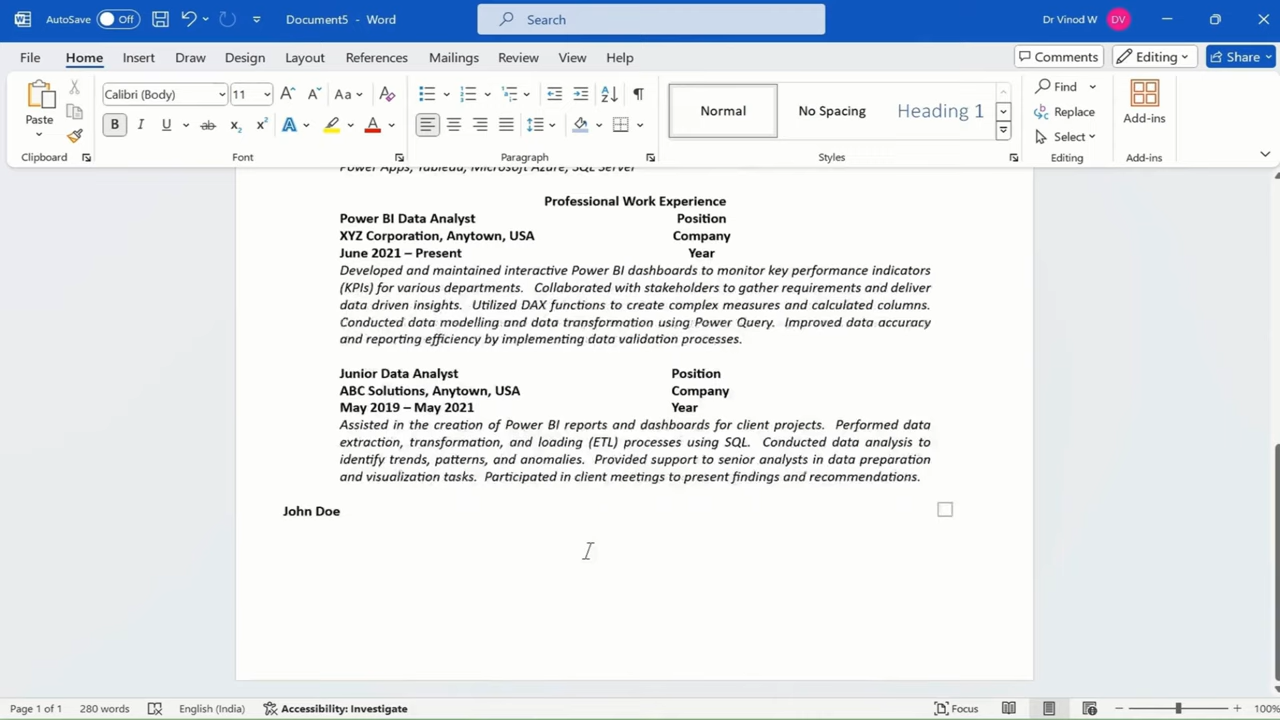 AutoSave Off Document5 - Word Search Dr Vinod W DV
File Home Insert Draw Design Layout References Mailings Review View Help Comments Editing Share
Paste Calibri (Body) 11 Aa Normal No Spacing Heading 1 Find Replace Select Add-ins
Clipboard Font Paragraph Styles Editing Add-ins
Power Apps, Tableau, Microsoft Azure, SQL Server
Professional Work Experience
Power BI Data Analyst Position
XYZ Corporation, Anytown, USA Company
June 2021 – Present Year
Developed and maintained interactive Power BI dashboards to monitor key performance indicators
(KPIs) for various departments. Collaborated with stakeholders to gather requirements and deliver
data driven insights. Utilized DAX functions to create complex measures and calculated columns.
Conducted data modelling and data transformation using Power Query. Improved data accuracy
and reporting efficiency by implementing data validation processes.
Junior Data Analyst Position
ABC Solutions, Anytown, USA Company
May 2019 – May 2021 Year
Assisted in the creation of Power BI reports and dashboards for client projects. Performed data
extraction, transformation, and loading (ETL) processes using SQL. Conducted data analysis to
identify trends, patterns, and anomalies. Provided support to senior analysts in data preparation
and visualization tasks. Participated in client meetings to present findings and recommendations.
John Doe
Page 1 of 1 280 words English (India) Accessibility: Investigate Focus 100%